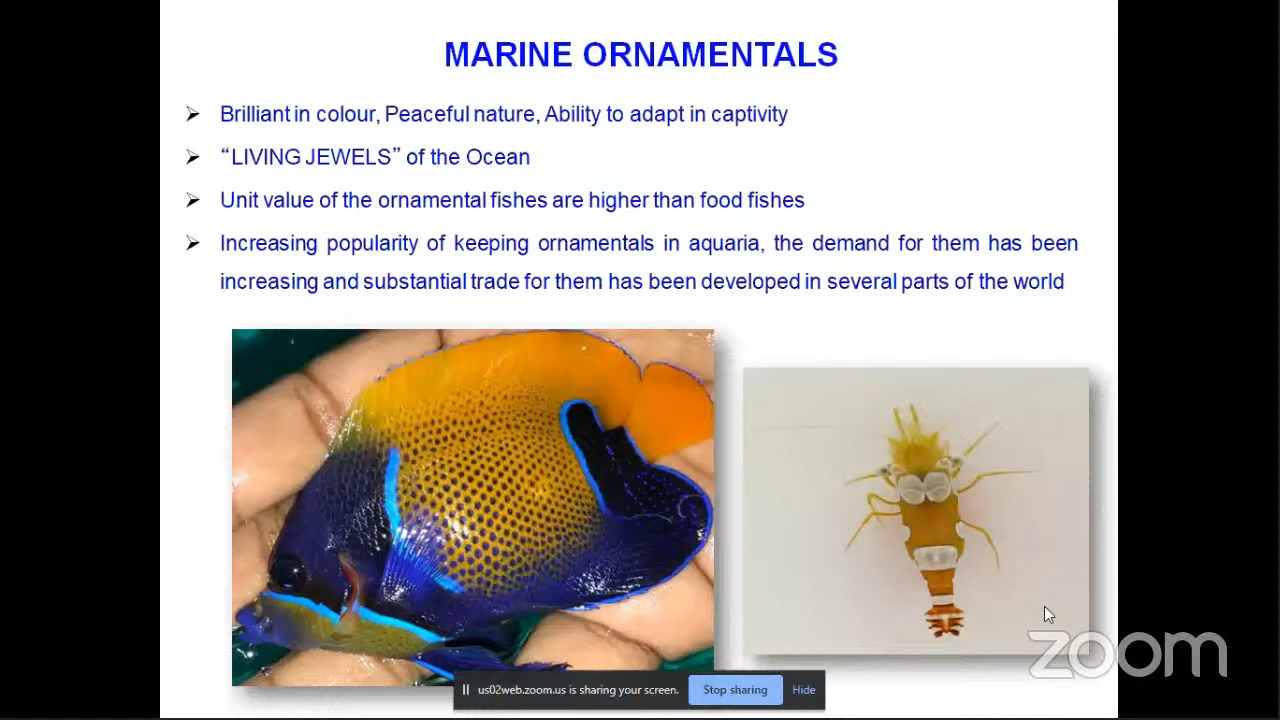 MARINE ORNAMENTALS
Brilliant in colour, Peaceful nature, Ability to adapt in captivity
“LIVING JEWELS” of the Ocean
Unit value of the ornamental fishes are higher than food fishes
Increasing popularity of keeping ornamentals in aquaria, the demand for them has been
increasing and substantial trade for them has been developed in several parts of the world
zoom
us02web.zoom.us is sharing your screen. Stop sharing Hide